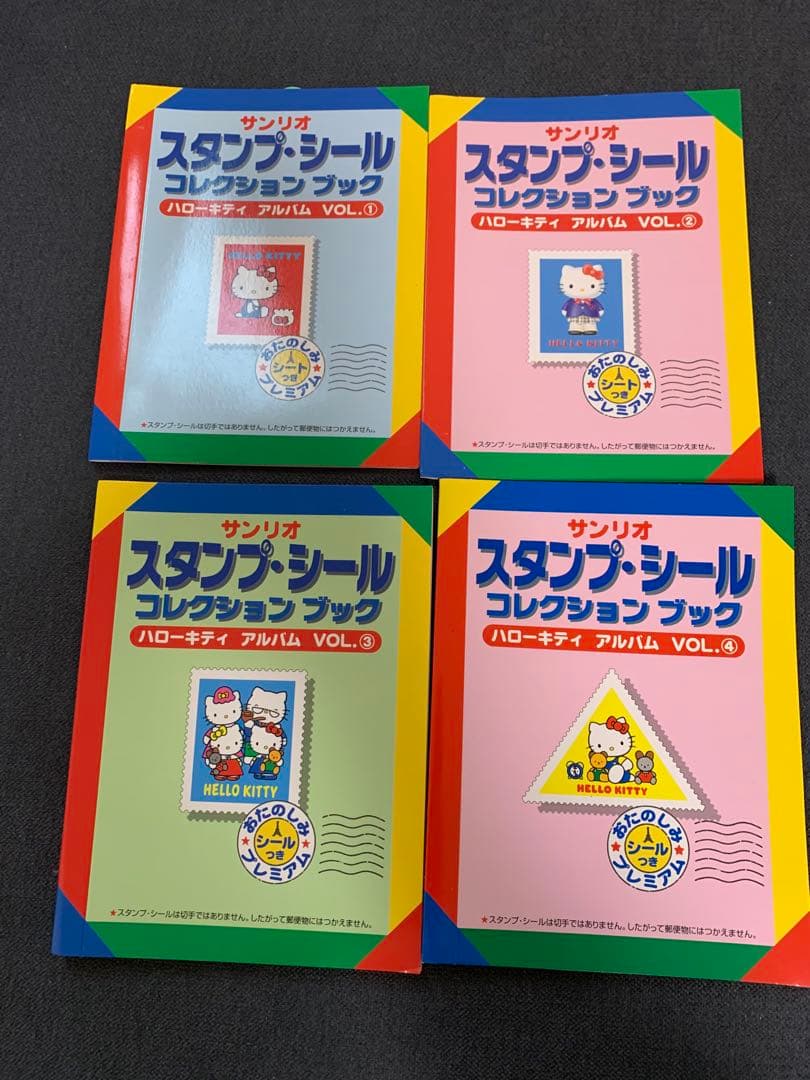 サンリオ
スタンプ・シール
コレクション ブック
ハローキティ アルバム VOL.①
HELLO KITTY
おたのしみ
シート
つき
プレミアム
★スタンプ・シールは切手ではありません。したがって郵便物にはつかえません。
サンリオ
スタンプ・シール
コレクション ブック
ハローキティ アルバム VOL.②
HELLO KITTY
おたのしみ
シート
つき
プレミアム
★スタンプ・シールは切手ではありません。したがって郵便物にはつかえません。
サンリオ
スタンプ・シール
コレクション ブック
ハローキティ アルバム VOL.③
HELLO KITTY
おたのしみ
シール
つき
プレミアム
★スタンプ・シールは切手ではありません。したがって郵便物にはつかえません。
サンリオ
スタンプ・シール
コレクション ブック
ハローキティ アルバム VOL.④
HELLO KITTY
おたのしみ
シール
つき
プレミアム
★スタンプ・シールは切手ではありません。したがって郵便物にはつかえません。